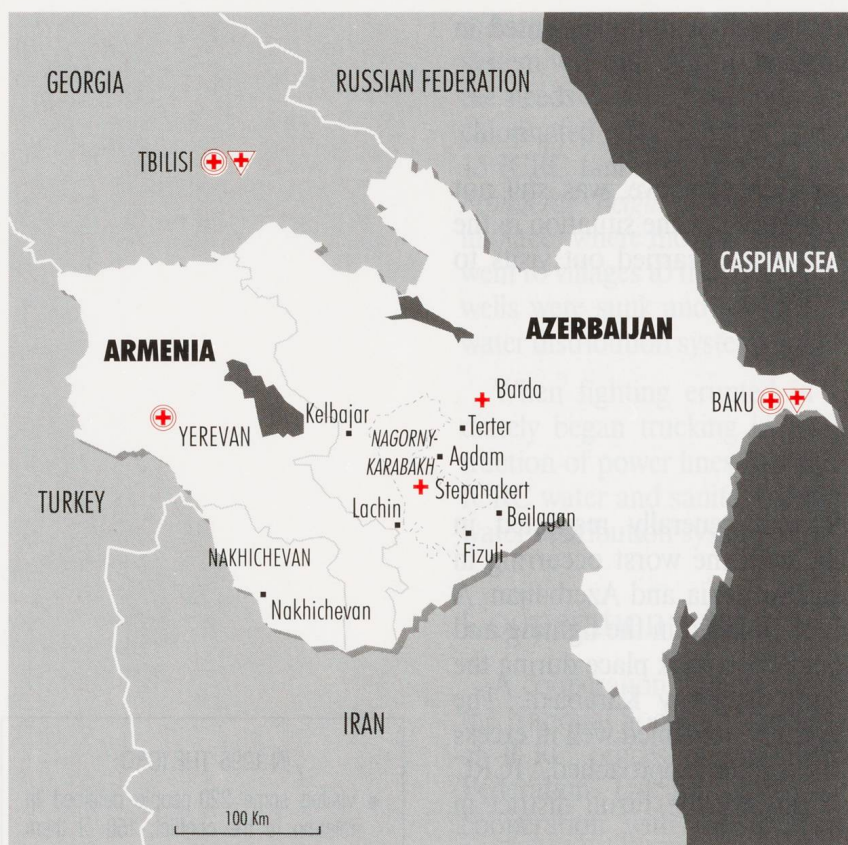 GEORGIA
RUSSIAN FEDERATION
TBILISI
CASPIAN SEA
ARMENIA
AZERBAIJAN
Barda
BAKU
Kelbajar
Terter
YEREVAN
NAGORNY-
KARABAKH
Agdam
Stepanakert
TURKEY
Lachin
Beilagan
Fizuli
NAKHICHEVAN
Nakhichevan
IRAN
100 Km